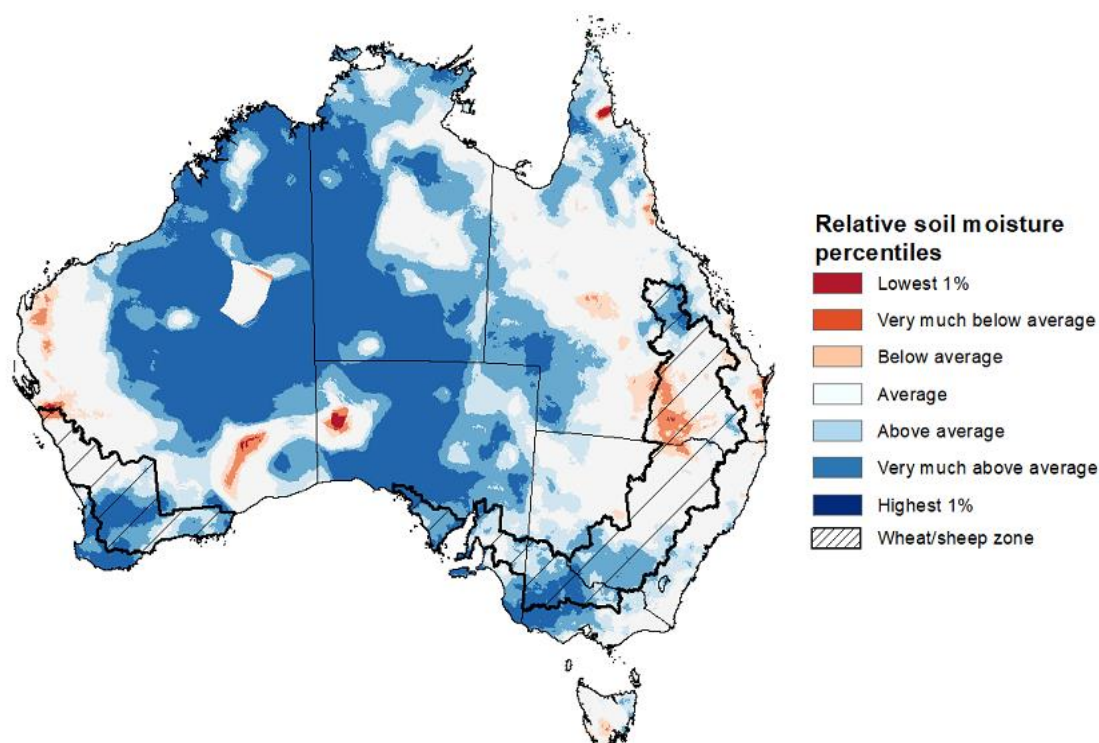 Relative soil moisture
percentiles
Lowest 1%
Very much below average
Below average
Average
Above average
Very much above average
Highest 1%
Wheat/sheep zone